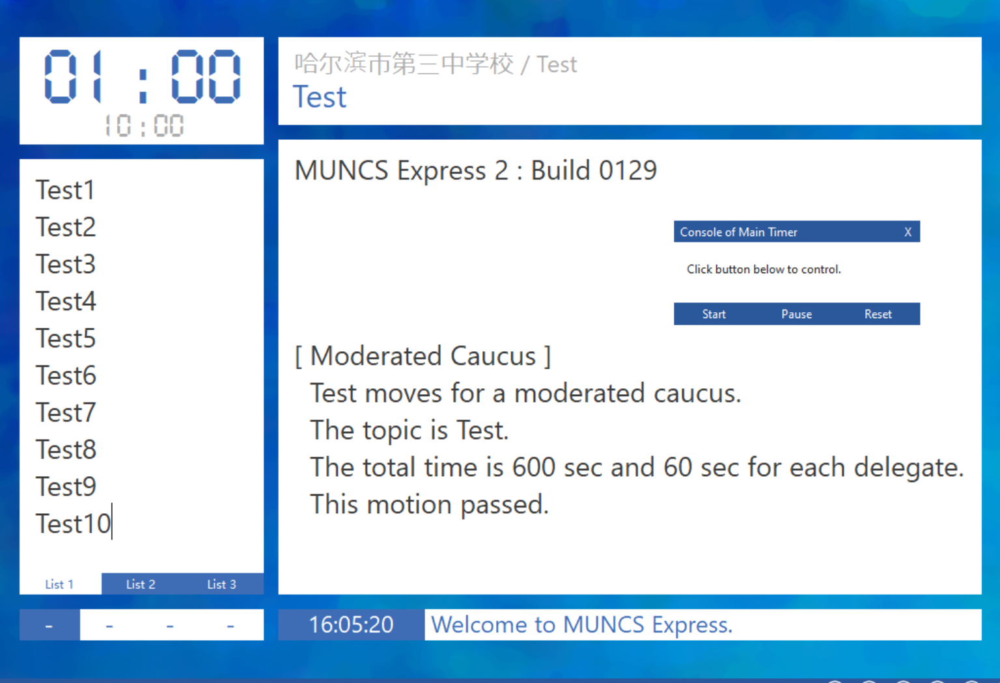 01:00
10:00
哈尔滨市第三中学校 / Test
Test
Test1
Test2
Test3
Test4
Test5
Test6
Test7
Test8
Test9
Test10
List 1 List 2 List 3
- - - -
MUNCS Express 2 : Build 0129
Console of Main Timer X
Click button below to control.
Start Pause Reset
[ Moderated Caucus ]
Test moves for a moderated caucus.
The topic is Test.
The total time is 600 sec and 60 sec for each delegate.
This motion passed.
16:05:20 Welcome to MUNCS Express.